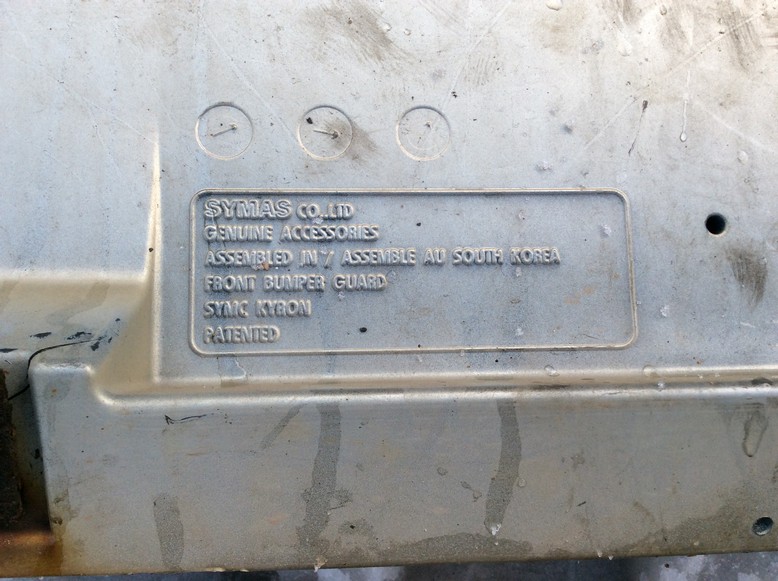 SYMAS CO.,LTD
GENUINE ACCESSORIES
ASSEMBLED IN / ASSEMBLE AU SOUTH KOREA
FRONT BUMPER GUARD
SYMC KYRON
PATENTED